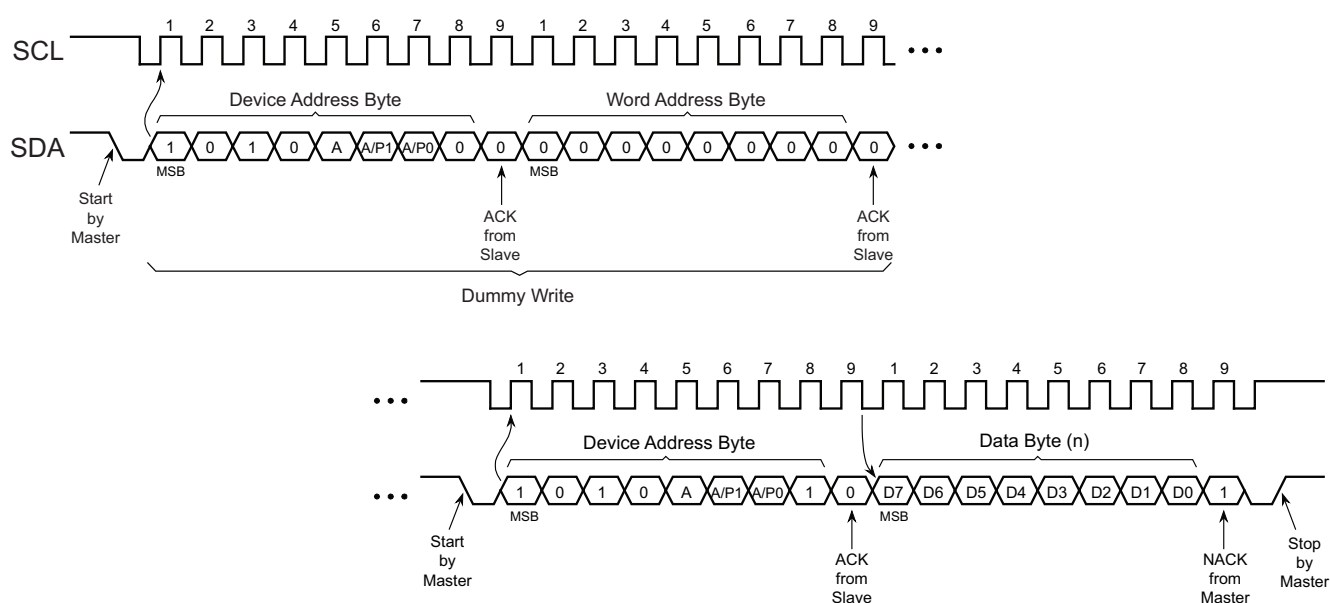 1 2 3 4 5 6 7 8 9 1 2 3 4 5 6 7 8 9
SCL
Device Address Byte Word Address Byte
SDA 1 0 1 0 A A/P1 A/P0 0 0 0 0 0 0 0 0 0 0 0
MSB MSB
Start
by
Master
ACK
from
Slave
ACK
from
Slave
Dummy Write
1 2 3 4 5 6 7 8 9 1 2 3 4 5 6 7 8 9
Device Address Byte Data Byte (n)
1 0 1 0 A A/P1 A/P0 1 0 D7 D6 D5 D4 D3 D2 D1 D0 1
MSB MSB
Start
by
Master
ACK
from
Slave
NACK
from
Master
Stop
by
Master